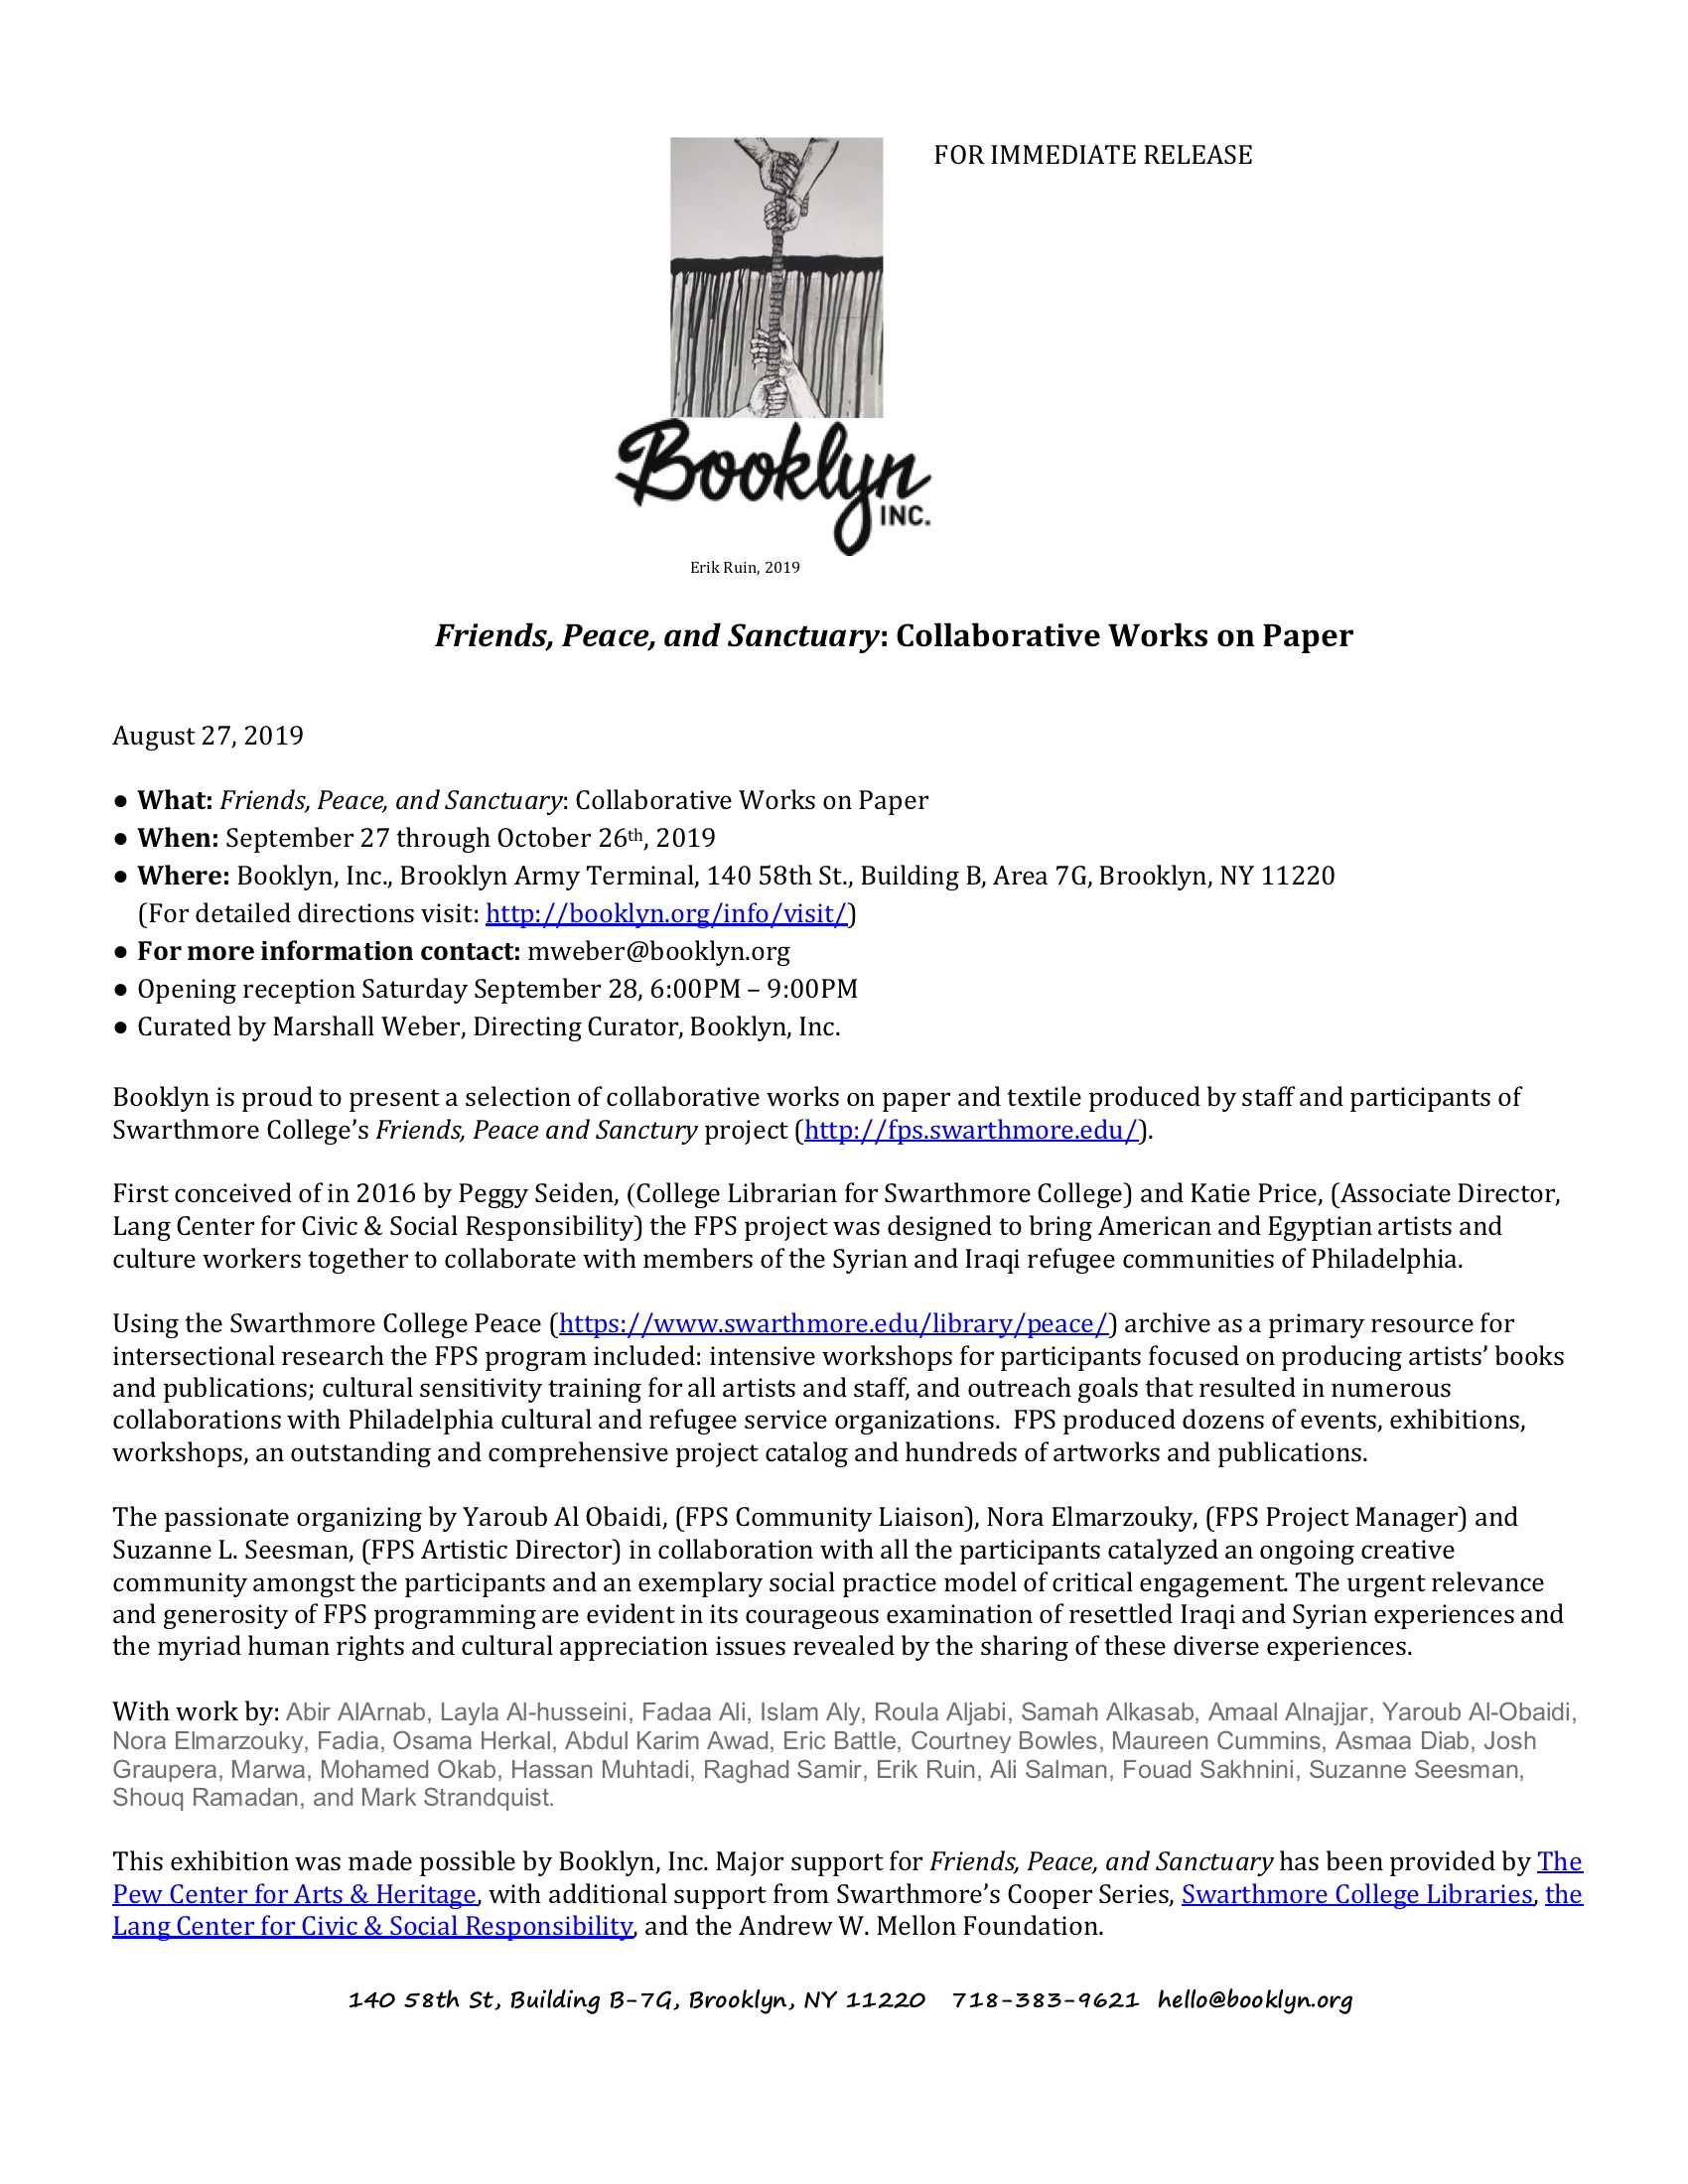 FOR IMMEDIATE RELEASE
Booklyn
INC.
Erik Ruin, 2019
Friends, Peace, and Sanctuary: Collaborative Works on Paper
August 27, 2019
● What: Friends, Peace, and Sanctuary: Collaborative Works on Paper
● When: September 27 through October 26th, 2019
● Where: Booklyn, Inc., Brooklyn Army Terminal, 140 58th St., Building B, Area 7G, Brooklyn, NY 11220
(For detailed directions visit: http://booklyn.org/info/visit/)
● For more information contact: mweber@booklyn.org
● Opening reception Saturday September 28, 6:00PM – 9:00PM
● Curated by Marshall Weber, Directing Curator, Booklyn, Inc.
Booklyn is proud to present a selection of collaborative works on paper and textile produced by staff and participants of
Swarthmore College’s Friends, Peace and Sanctury project (http://fps.swarthmore.edu/).
First conceived of in 2016 by Peggy Seiden, (College Librarian for Swarthmore College) and Katie Price, (Associate Director,
Lang Center for Civic & Social Responsibility) the FPS project was designed to bring American and Egyptian artists and
culture workers together to collaborate with members of the Syrian and Iraqi refugee communities of Philadelphia.
Using the Swarthmore College Peace (https://www.swarthmore.edu/library/peace/) archive as a primary resource for
intersectional research the FPS program included: intensive workshops for participants focused on producing artists’ books
and publications; cultural sensitivity training for all artists and staff, and outreach goals that resulted in numerous
collaborations with Philadelphia cultural and refugee service organizations.  FPS produced dozens of events, exhibitions,
workshops, an outstanding and comprehensive project catalog and hundreds of artworks and publications.
The passionate organizing by Yaroub Al Obaidi, (FPS Community Liaison), Nora Elmarzouky, (FPS Project Manager) and
Suzanne L. Seesman, (FPS Artistic Director) in collaboration with all the participants catalyzed an ongoing creative
community amongst the participants and an exemplary social practice model of critical engagement. The urgent relevance
and generosity of FPS programming are evident in its courageous examination of resettled Iraqi and Syrian experiences and
the myriad human rights and cultural appreciation issues revealed by the sharing of these diverse experiences.
With work by: Abir AlArnab, Layla Al-husseini, Fadaa Ali, Islam Aly, Roula Aljabi, Samah Alkasab, Amaal Alnajjar, Yaroub Al-Obaidi,
Nora Elmarzouky, Fadia, Osama Herkal, Abdul Karim Awad, Eric Battle, Courtney Bowles, Maureen Cummins, Asmaa Diab, Josh
Graupera, Marwa, Mohamed Okab, Hassan Muhtadi, Raghad Samir, Erik Ruin, Ali Salman, Fouad Sakhnini, Suzanne Seesman,
Shouq Ramadan, and Mark Strandquist.
This exhibition was made possible by Booklyn, Inc. Major support for Friends, Peace, and Sanctuary has been provided by The
Pew Center for Arts & Heritage, with additional support from Swarthmore’s Cooper Series, Swarthmore College Libraries, the
Lang Center for Civic & Social Responsibility, and the Andrew W. Mellon Foundation.
140 58th St, Building B-7G, Brooklyn, NY 11220   718-383-9621  hello@booklyn.org